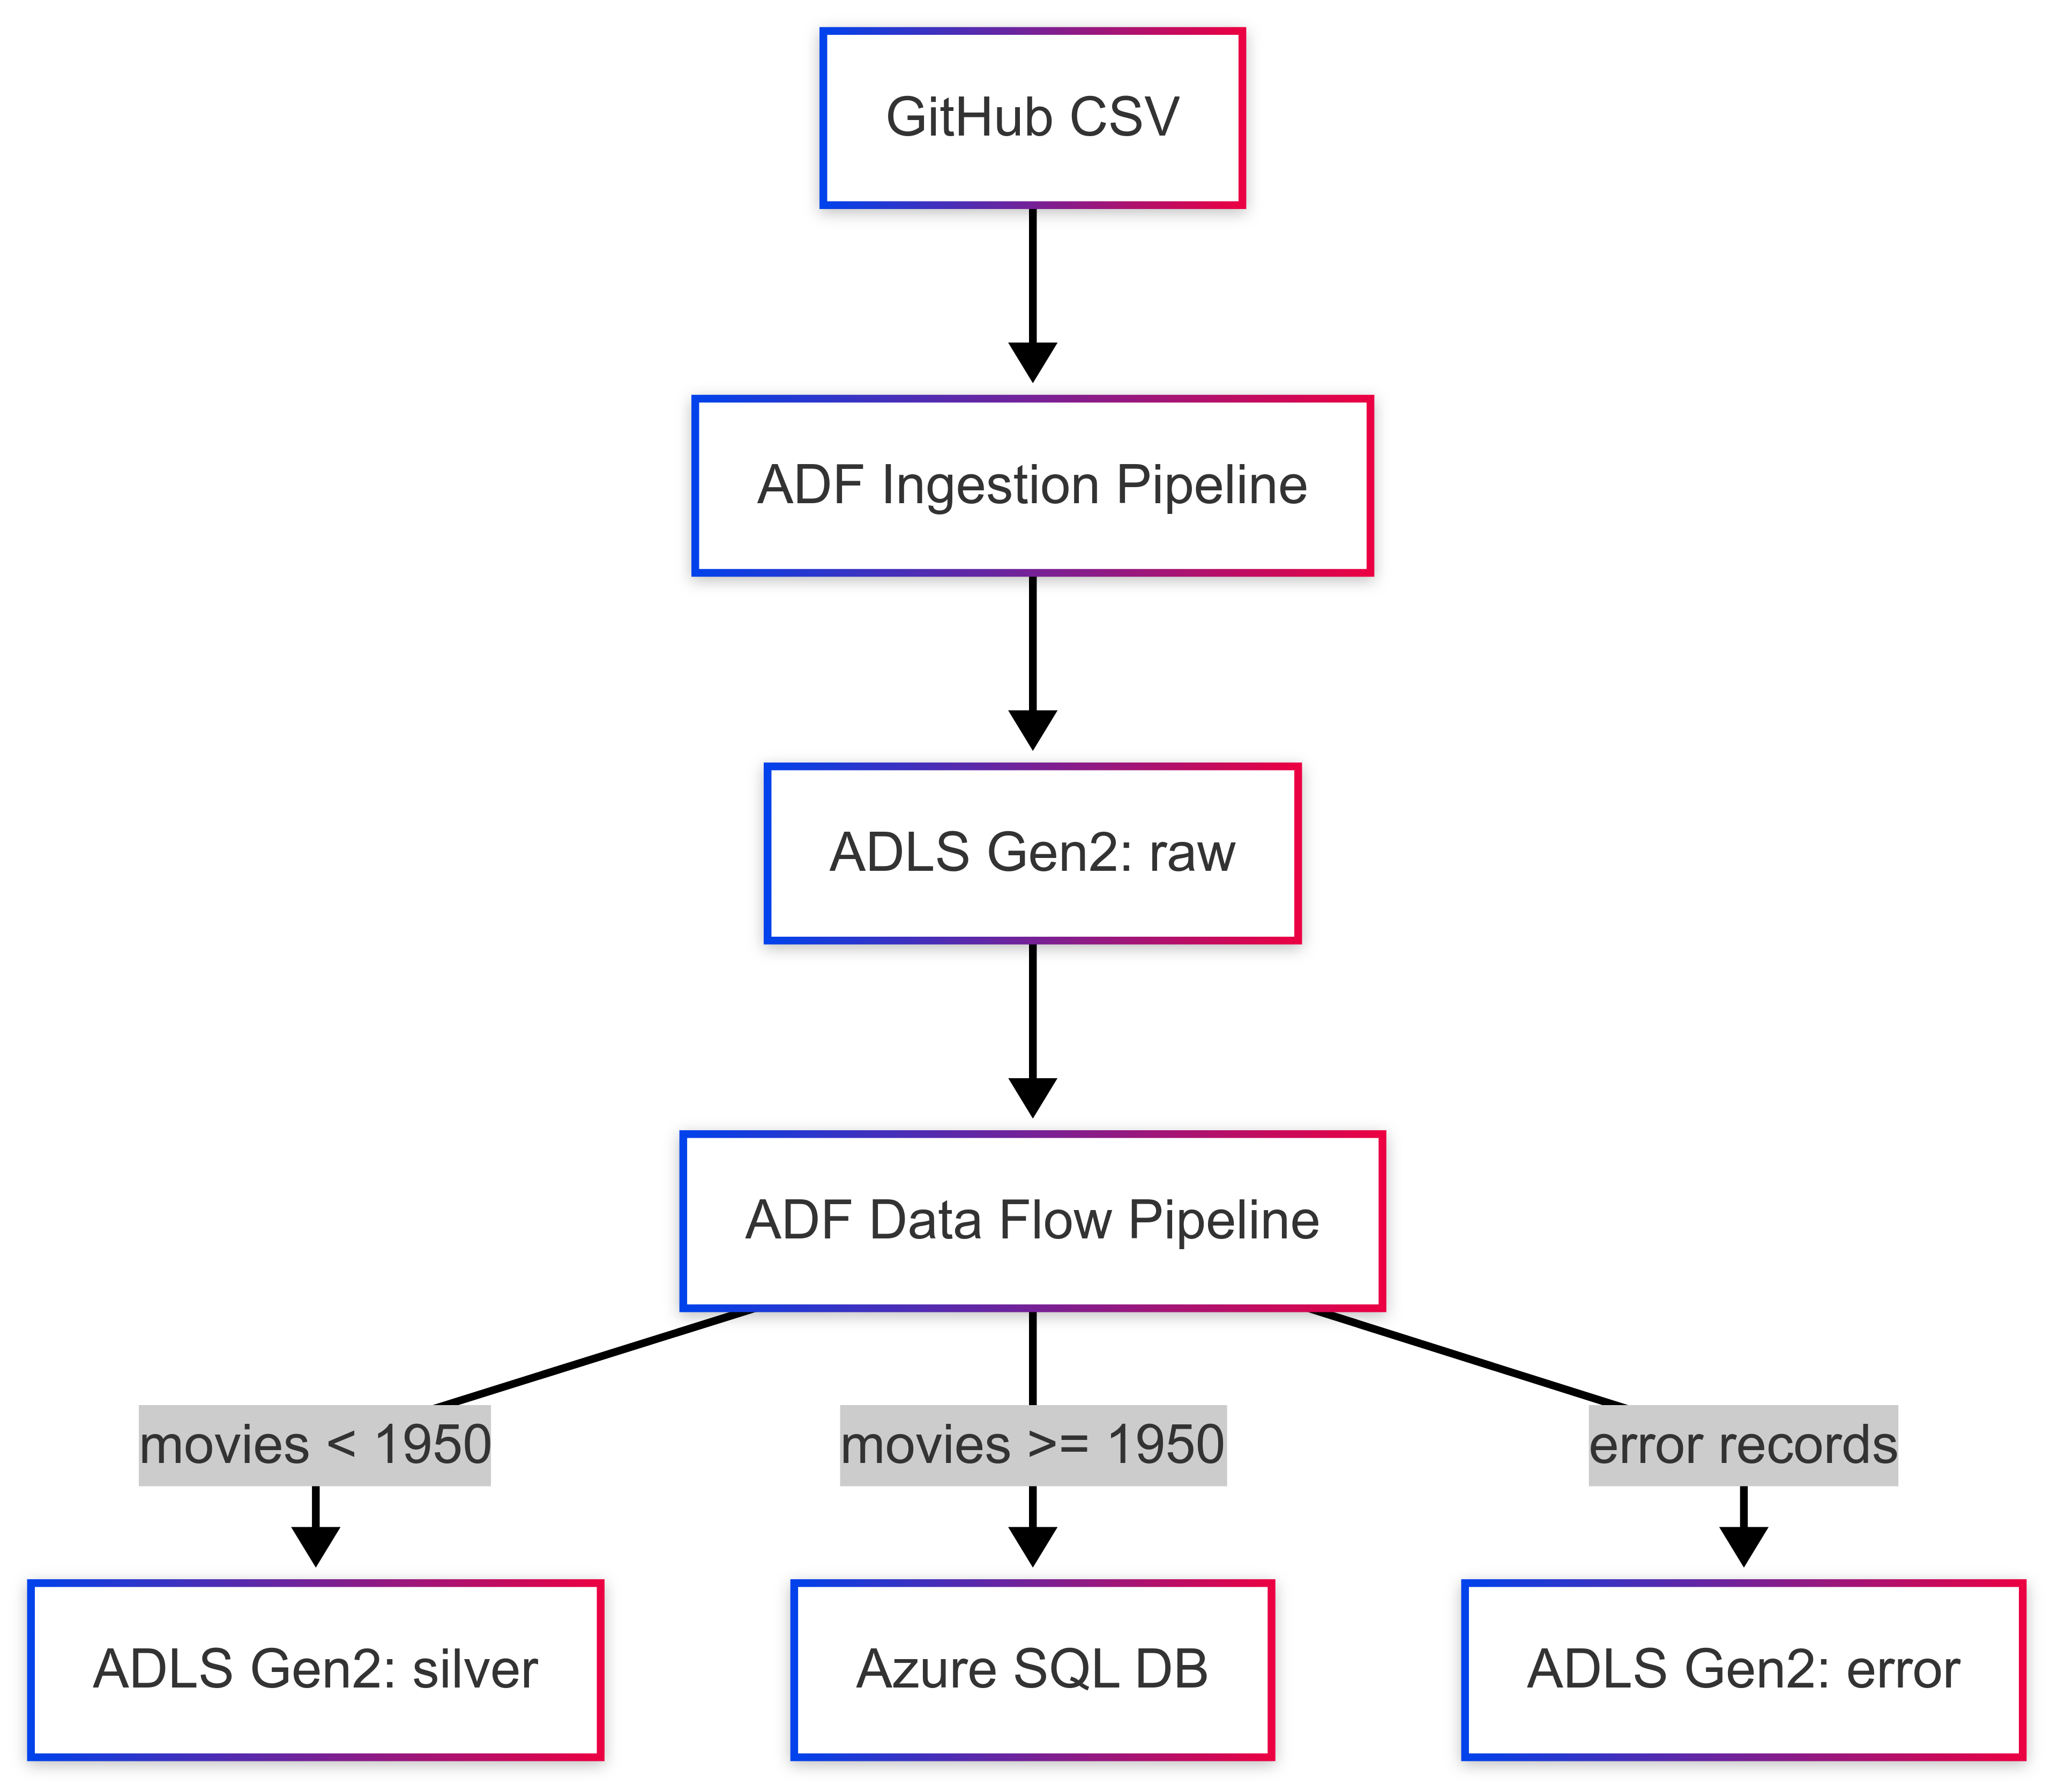 GitHub CSV
ADF Ingestion Pipeline
ADLS Gen2: raw
ADF Data Flow Pipeline
movies < 1950
movies >= 1950
error records
ADLS Gen2: silver
Azure SQL DB
ADLS Gen2: error